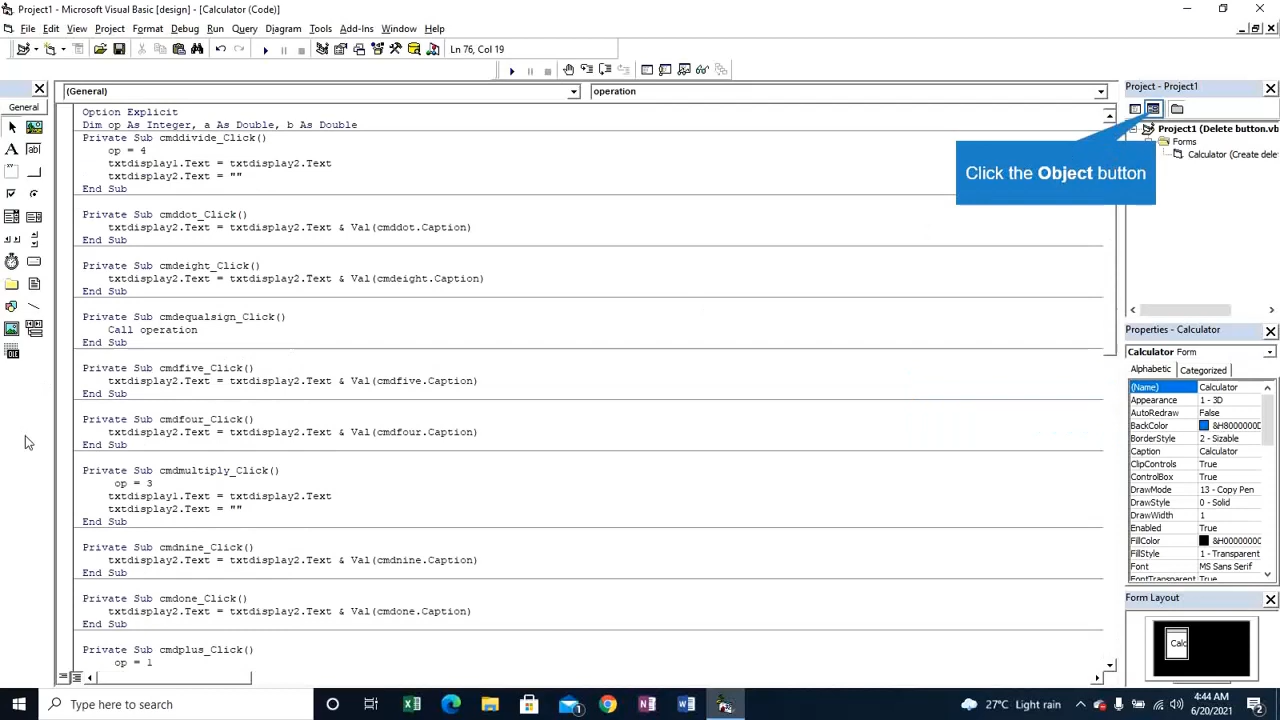 Project1 - Microsoft Visual Basic [design] - [Calculator (Code)]
File Edit View Project Format Debug Run Query Diagram Tools Add-Ins Window Help
Ln 76, Col 19
(General) operation
General
Option Explicit
Dim op As Integer, a As Double, b As Double
Private Sub cmddivide_Click()
op = 4
txtdisplay1.Text = txtdisplay2.Text
txtdisplay2.Text = ""
End Sub
Private Sub cmddot_Click()
txtdisplay2.Text = txtdisplay2.Text & Val(cmddot.Caption)
End Sub
Private Sub cmdeight_Click()
txtdisplay2.Text = txtdisplay2.Text & Val(cmdeight.Caption)
End Sub
Private Sub cmdequalsign_Click()
Call operation
End Sub
Private Sub cmdfive_Click()
txtdisplay2.Text = txtdisplay2.Text & Val(cmdfive.Caption)
End Sub
Private Sub cmdfour_Click()
txtdisplay2.Text = txtdisplay2.Text & Val(cmdfour.Caption)
End Sub
Private Sub cmdmultiply_Click()
op = 3
txtdisplay1.Text = txtdisplay2.Text
txtdisplay2.Text = ""
End Sub
Private Sub cmdnine_Click()
txtdisplay2.Text = txtdisplay2.Text & Val(cmdnine.Caption)
End Sub
Private Sub cmdone_Click()
txtdisplay2.Text = txtdisplay2.Text & Val(cmdone.Caption)
End Sub
Private Sub cmdplus_Click()
op = 1
Click the Object button
Project - Project1
Project1 (Delete button.vb
Forms
Calculator (Create dele
Properties - Calculator
Calculator Form
Alphabetic Categorized
(Name) Calculator
Appearance 1 - 3D
AutoRedraw False
BackColor &H8000000D
BorderStyle 2 - Sizable
Caption Calculator
ClipControls True
ControlBox True
DrawMode 13 - Copy Pen
DrawStyle 0 - Solid
DrawWidth 1
Enabled True
FillColor &H00000000
FillStyle 1 - Transparent
Font MS Sans Serif
FontTransparent True
Form Layout
Calc
Type here to search
27°C Light rain
4:44 AM
6/20/2021